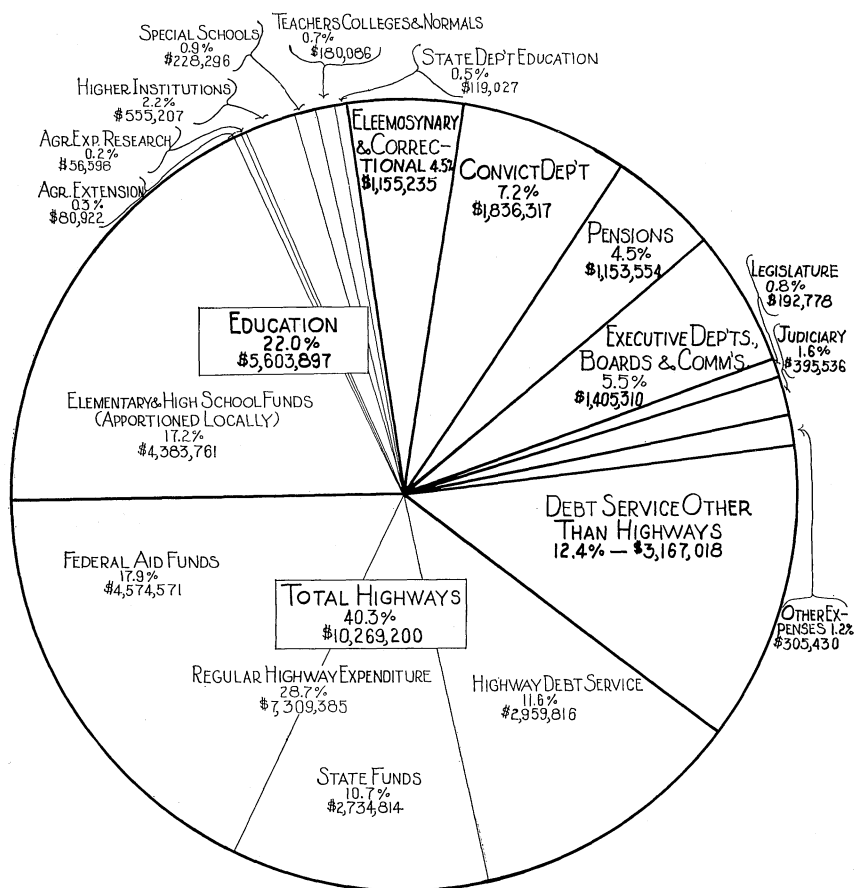 TEACHERS COLLEGES & NORMALS
0.7%
$180,086
SPECIAL SCHOOLS
0.9%
$228,296
STATE DEP'T EDUCATION
0.5%
$119,027
HIGHER INSTITUTIONS
2.2%
$555,207
AGR. EXP. RESEARCH
0.2%
$56,598
AGR. EXTENSION
0.3%
$80,922
ELEEMOSYNARY
& CORREC-
TIONAL 4.5%
$1,155,235
CONVICT DEP'T
7.2%
$1,836,317
PENSIONS
4.5%
$1,153,554
LEGISLATURE
0.8%
$192,778
JUDICIARY
1.6%
$395,536
EXECUTIVE DEP'TS.,
BOARDS & COMM'S.
5.5%
$1,405,310
EDUCATION
22.0%
$5,603,897
ELEMENTARY & HIGH SCHOOL FUNDS
(APPORTIONED LOCALLY)
17.2%
$4,383,761
DEBT SERVICE OTHER
THAN HIGHWAYS
12.4% — $3,167,018
FEDERAL AID FUNDS
17.9%
$4,574,571
TOTAL HIGHWAYS
40.3%
$10,269,200
OTHER EX-
PENSES 1.2%
$305,430
REGULAR HIGHWAY EXPENDITURE
28.7%
$7,309,385
HIGHWAY DEBT SERVICE
11.6%
$2,959,816
STATE FUNDS
10.7%
$2,734,814